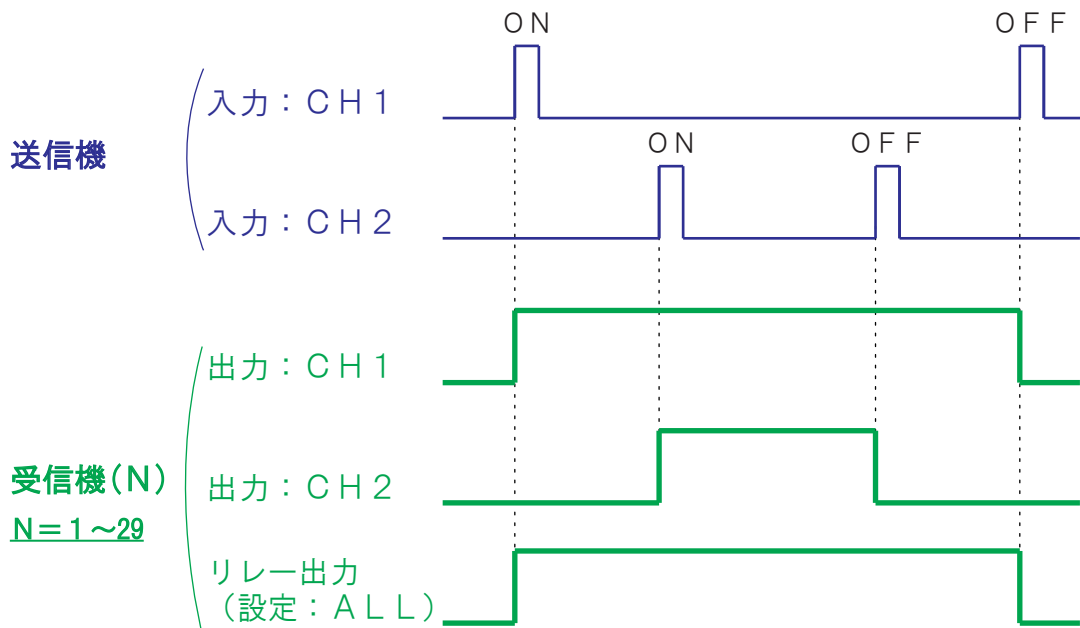 ＯＮ
ＯＦＦ
入力：ＣＨ１
送信機
ＯＮ
ＯＦＦ
入力：ＣＨ２
出力：ＣＨ１
受信機(Ｎ)
出力：ＣＨ２
Ｎ＝１～29
リレー出力
（設定：ＡＬＬ）